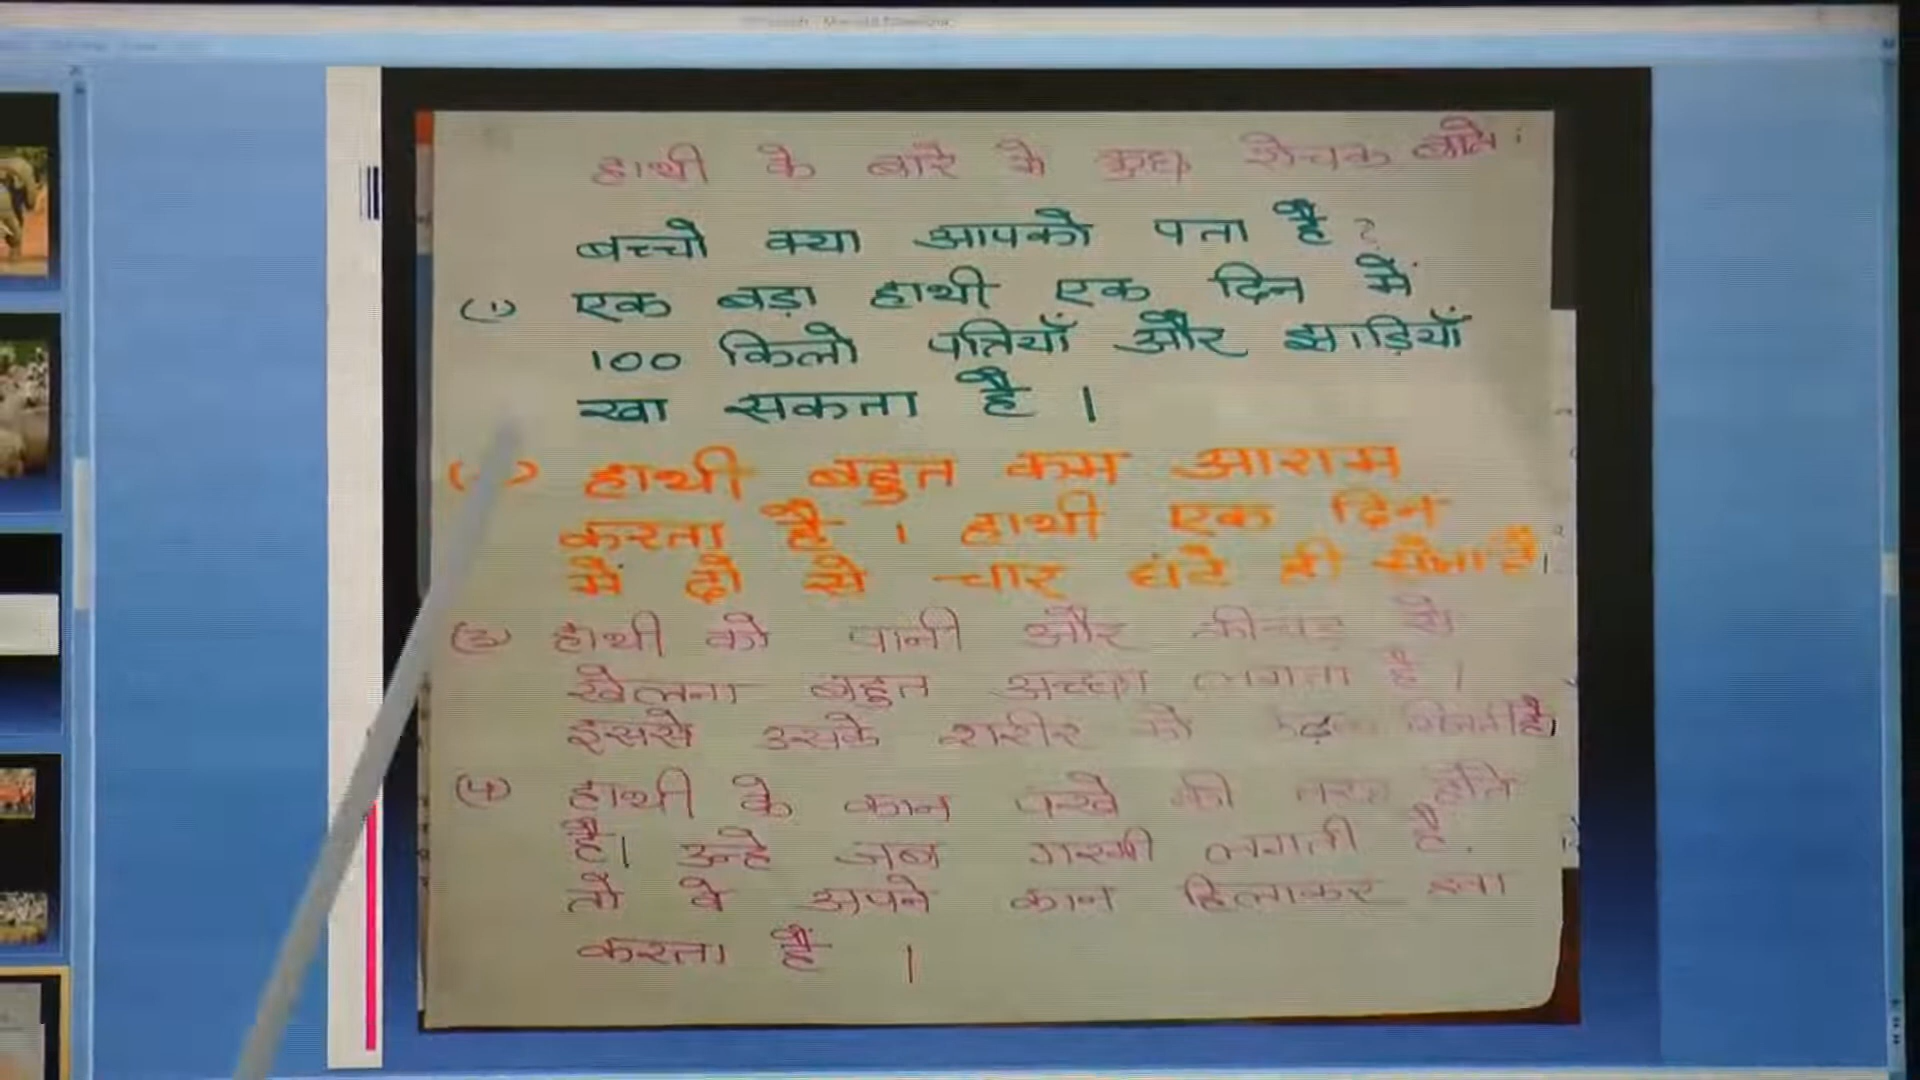 हाथी के बारे मे कुछ रोचक बाते :
बच्चो क्या आपको पता है ?
(1) एक बड़ा हाथी एक दिन में
100 किलो पत्तियाँ और झाड़ियाँ
खा सकता है ।
हाथी बहुत कम आराम
करता है । हाथी एक दिन
में दो से चार घंटे ही सोता है।
(3) हाथी को पानी और कीचड़ से
खेलना बहुत अच्छा लगता है ।
इससे उसके शरीर को ठंढ़क मिलती है।
(4) हाथी के कान पंखे की तरह होते
है। उन्हे जब गरमी लगती है.
तो वे अपने कान हिलाकर हवा
करता हैं ।